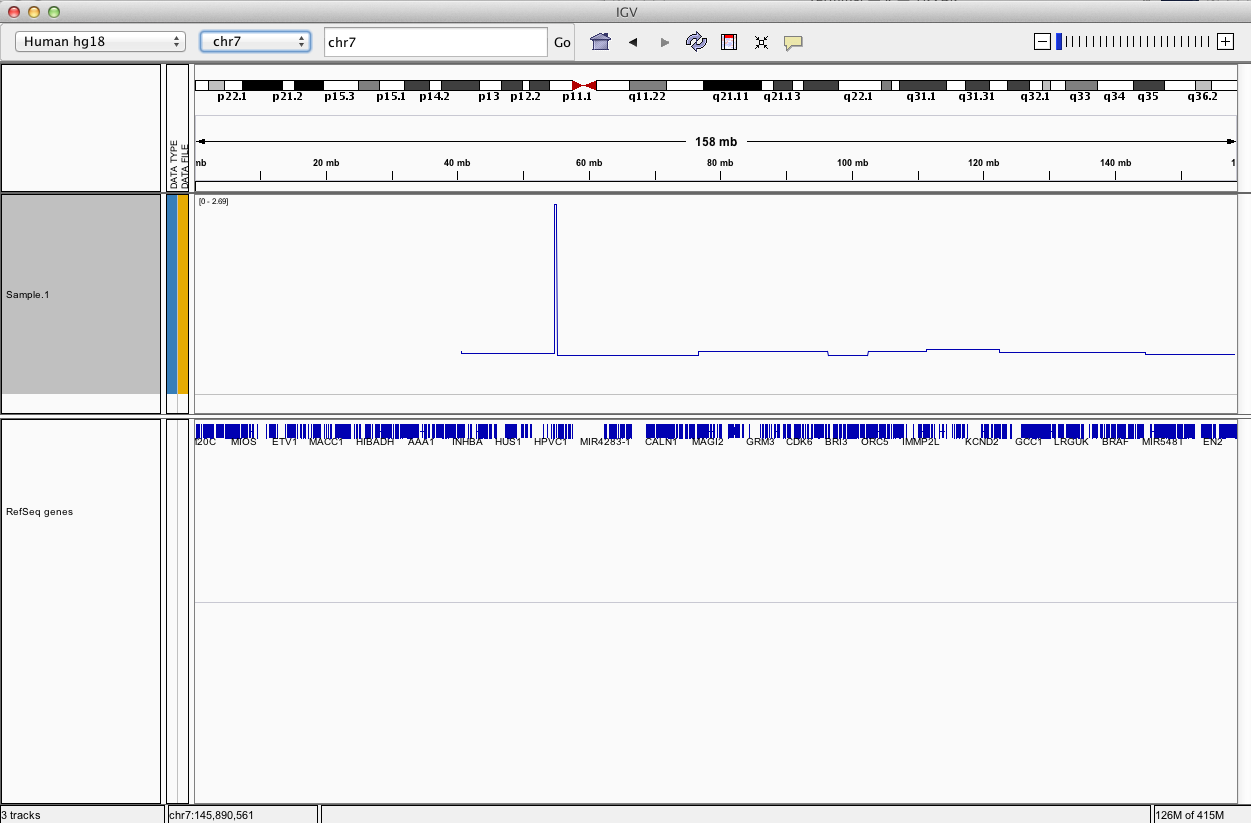 IGV
Human hg18 chr7 chr7 Go
p22.1 p21.2 p15.3 p15.1 p14.2 p13 p12.2 p11.1 q11.22 q21.11 q21.13 q22.1 q31.1 q31.31 q32.1 q33 q34 q35 q36.2
158 mb
mb 20 mb 40 mb 60 mb 80 mb 100 mb 120 mb 140 mb 1
DATA TYPE
DATA FILE
[0 - 2.69]
Sample.1
MIOS ETV1 MACC1 HIBADH AAA1 INHBA HUS1 HPVC1 MIR4283-1 CALN1 MAGI2 GRM3 CDK6 BRI3 ORC5 IMMP2L KCND2 GCC1 LRGUK BRAF MIR548T EN2
RefSeq genes
3 tracks chr7:145,890,561 126M of 415M